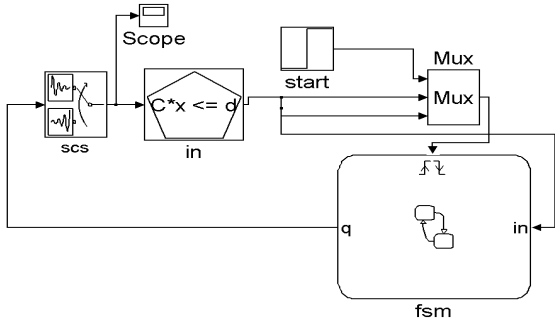 Scope
start
Mux
Mux
C*x <= d
scs
in
q
in
fsm